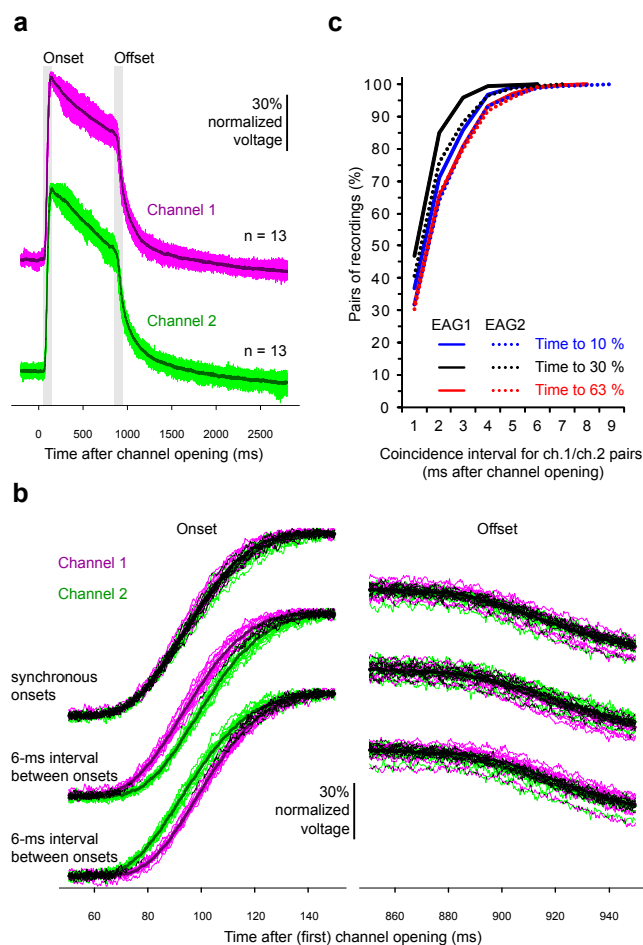 a
Onset
Offset
30%
normalized
voltage
Channel 1
n = 13
Channel 2
n = 13
0
500
1000
1500
2000
2500
Time after channel opening (ms)
c
100
90
80
70
60
50
40
30
20
10
0
Pairs of recordings (%)
EAG1
EAG2
Time to 10 %
Time to 30 %
Time to 63 %
1
2
3
4
5
6
7
8
9
Coincidence interval for ch.1/ch.2 pairs
(ms after channel opening)
b
Onset
Offset
Channel 1
Channel 2
synchronous
onsets
6-ms interval
between onsets
6-ms interval
between onsets
30%
normalized
voltage
60
80
100
120
140
860
880
900
920
940
Time after (first) channel opening (ms)